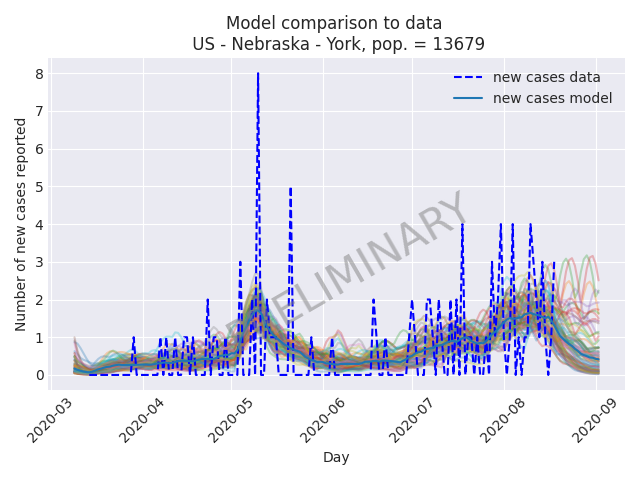 Model comparison to data
US - Nebraska - York, pop. = 13679
new cases data
new cases model
Number of new cases reported
8
7
6
5
4
3
2
1
0
PRELIMINARY
2020-03
2020-04
2020-05
2020-06
2020-07
2020-08
2020-09
Day